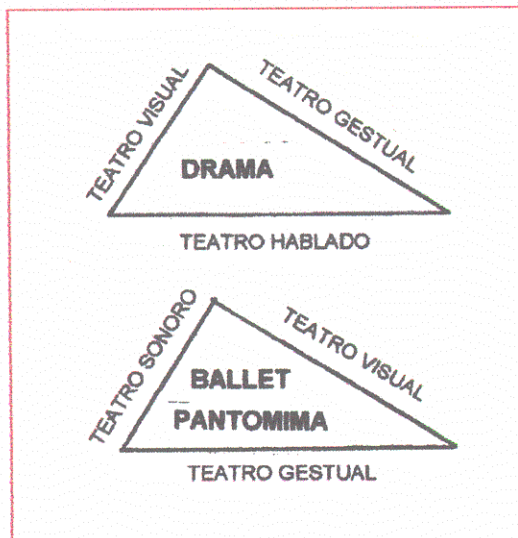 TEATRO VISUAL
TEATRO GESTUAL
DRAMA
TEATRO HABLADO
TEATRO SONORO
TEATRO VISUAL
BALLET
PANTOMIMA
TEATRO GESTUAL